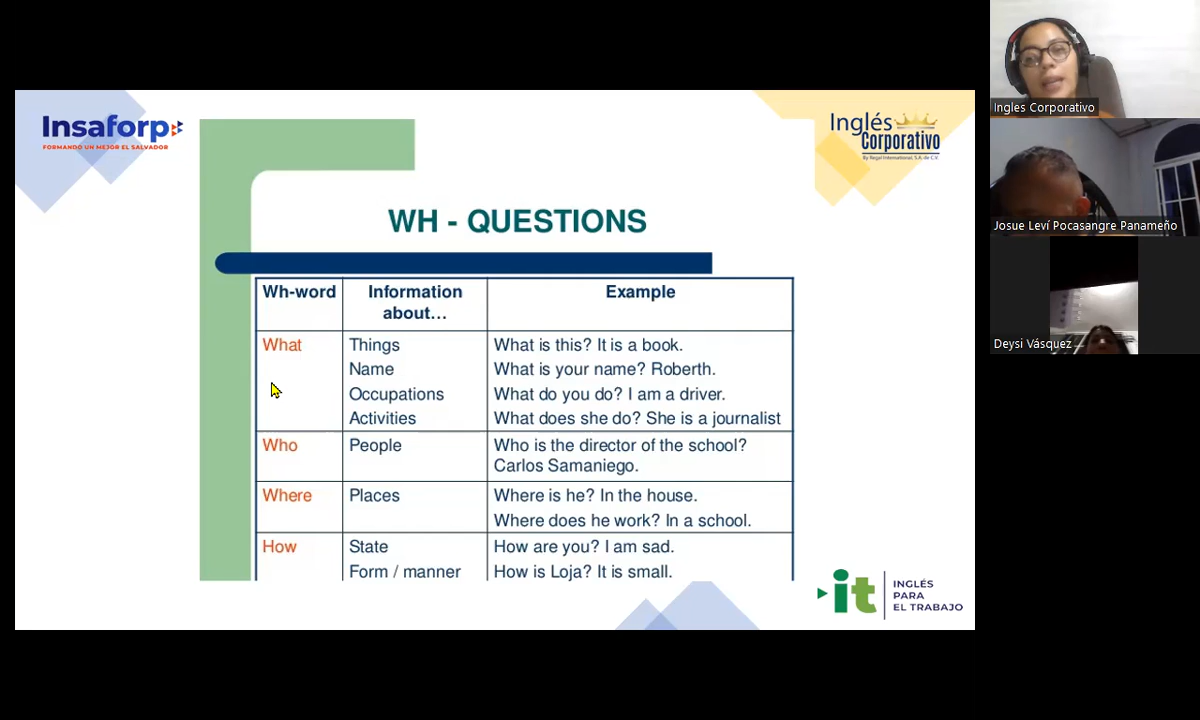 Insaforp
FORMANDO UN MEJOR EL SALVADOR
Inglés
Corporativo
By Regal International, S.A. de C.V.
WH - QUESTIONS
Wh-word Information about… Example
What Things What is this? It is a book.
Name What is your name? Roberth.
Occupations What do you do? I am a driver.
Activities What does she do? She is a journalist
Who People Who is the director of the school?
Carlos Samaniego.
Where Places Where is he? In the house.
Where does he work? In a school.
How State How are you? I am sad.
Form / manner How is Loja? It is small.
it
INGLÉS
PARA
EL TRABAJO
Ingles Corporativo
Josue Leví Pocasangre Panameño
Deysi Vásquez